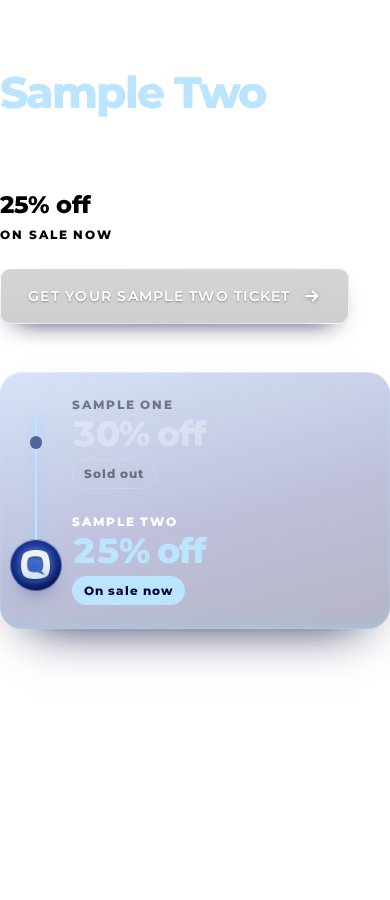 Sample Two
25% off
ON SALE NOW
GET YOUR SAMPLE TWO TICKET →
SAMPLE ONE
30% off
Sold out
SAMPLE TWO
25% off
On sale now